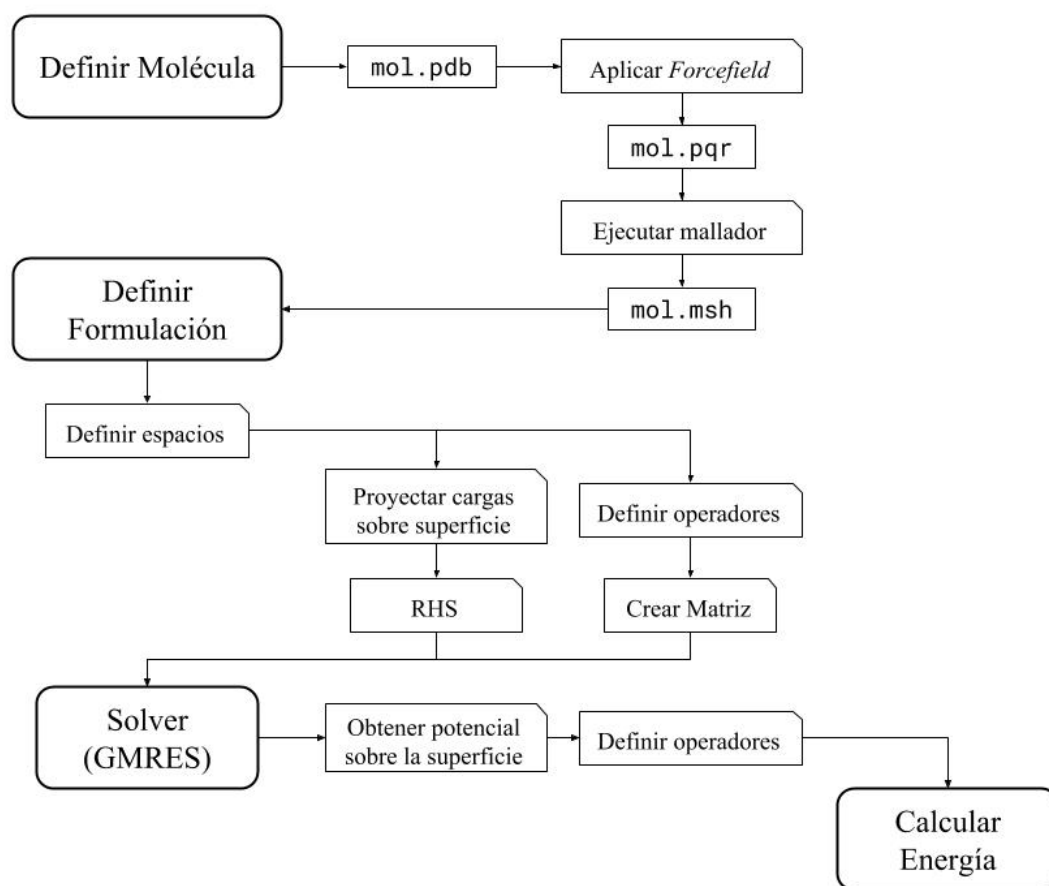 Definir Molécula
mol.pdb
Aplicar Forcefield
mol.pqr
Ejecutar mallador
mol.msh
Definir
Formulación
Definir espacios
Proyectar cargas
sobre superficie
Definir operadores
RHS
Crear Matriz
Solver
(GMRES)
Obtener potencial
sobre la superficie
Definir operadores
Calcular
Energía